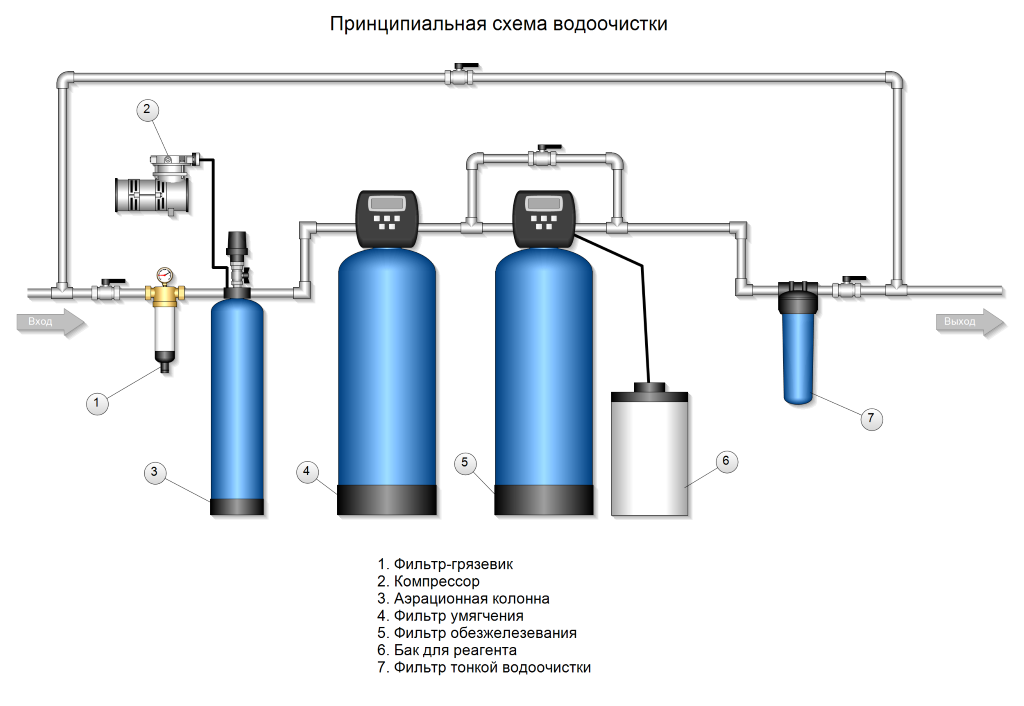 Принципиальная схема водоочистки
2
Вход
Выход
1
7
3
4
5
6
1. Фильтр-грязевик
2. Компрессор
3. Аэрационная колонна
4. Фильтр умягчения
5. Фильтр обезжелезевания
6. Бак для реагента
7. Фильтр тонкой водоочистки